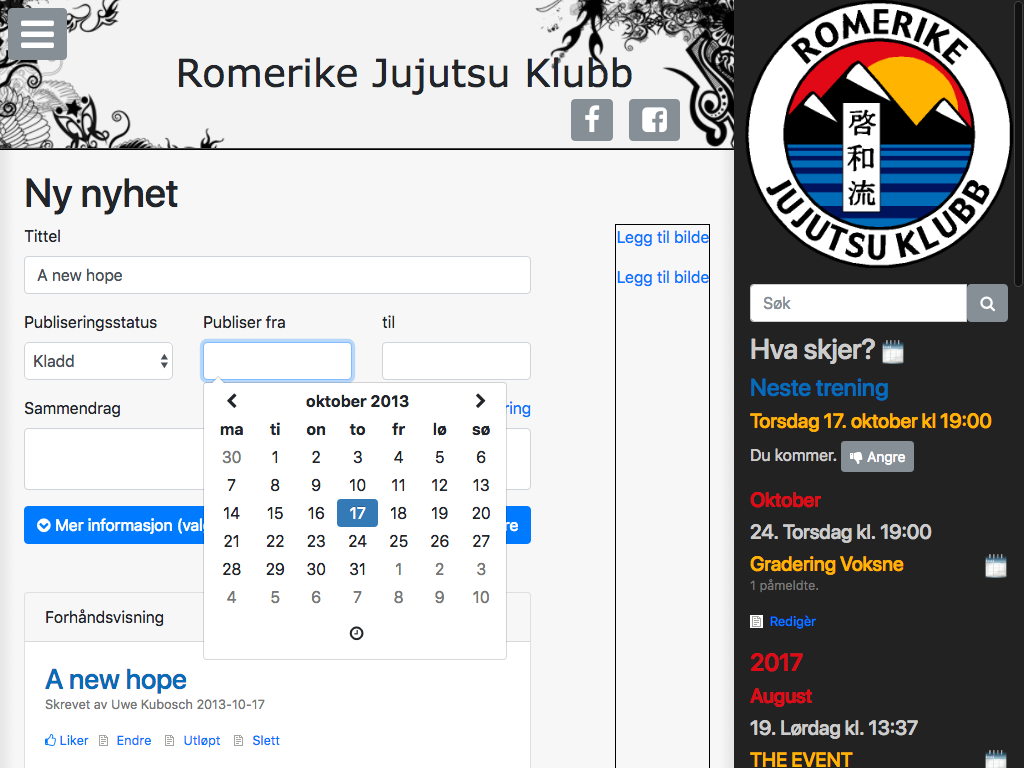 Romerike Jujutsu Klubb
Ny nyhet
Tittel
A new hope
Publiseringsstatus Publiser fra til
Kladd
Sammendrag ring
oktober 2013
ma ti on to fr lø sø
30 1 2 3 4 5 6
7 8 9 10 11 12 13
14 15 16 17 18 19 20
21 22 23 24 25 26 27
28 29 30 31 1 2 3
4 5 6 7 8 9 10
Mer informasjon (val re
Forhåndsvisning
A new hope
Skrevet av Uwe Kubosch 2013-10-17
Liker Endre Utløpt Slett
Legg til bilde
Legg til bilde
ROMERIKE
啓和流
JUJUTSU KLUBB
Søk
Hva skjer?
Neste trening
Torsdag 17. oktober kl 19:00
Du kommer. Angre
Oktober
24. Torsdag kl. 19:00
Gradering Voksne
1 påmeldte.
Redigèr
2017
August
19. Lørdag kl. 13:37
THE EVENT